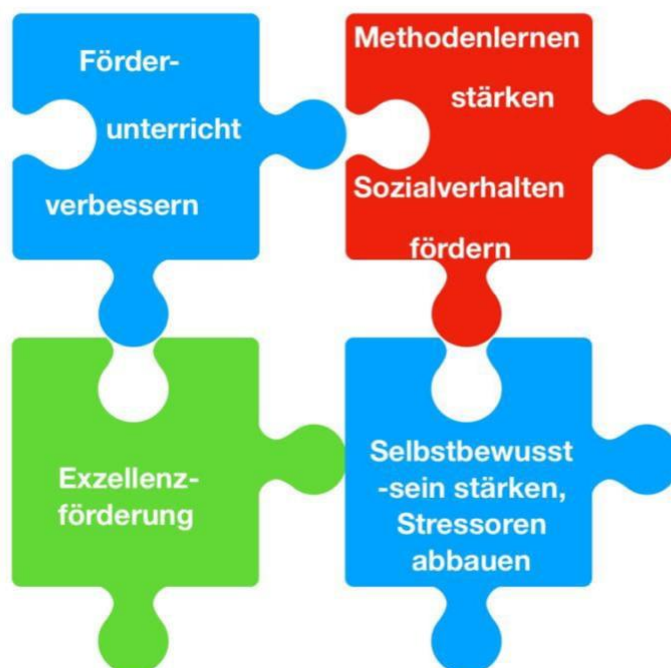 Förder-
unterricht
verbessern
Methodenlernen
stärken
Sozialverhalten
fördern
Exzellenz-
förderung
Selbstbewusst
-sein stärken,
Stressoren
abbauen